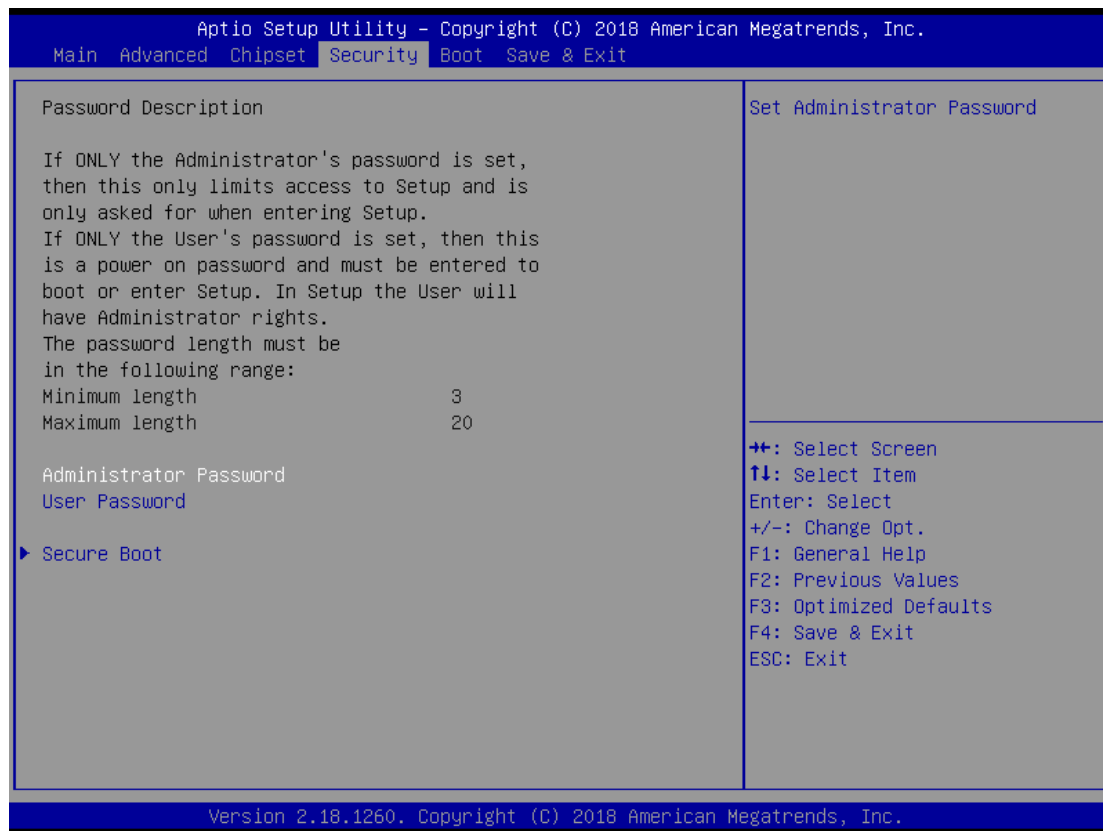 Aptio Setup Utility – Copyright (C) 2018 American Megatrends, Inc.
Main Advanced Chipset Security Boot Save & Exit
Password Description
If ONLY the Administrator's password is set,
then this only limits access to Setup and is
only asked for when entering Setup.
If ONLY the User's password is set, then this
is a power on password and must be entered to
boot or enter Setup. In Setup the User will
have Administrator rights.
The password length must be
in the following range:
Minimum length 3
Maximum length 20
Administrator Password
User Password
Secure Boot
Set Administrator Password
→←: Select Screen
↑↓: Select Item
Enter: Select
+/-: Change Opt.
F1: General Help
F2: Previous Values
F3: Optimized Defaults
F4: Save & Exit
ESC: Exit
Version 2.18.1260. Copyright (C) 2018 American Megatrends, Inc.